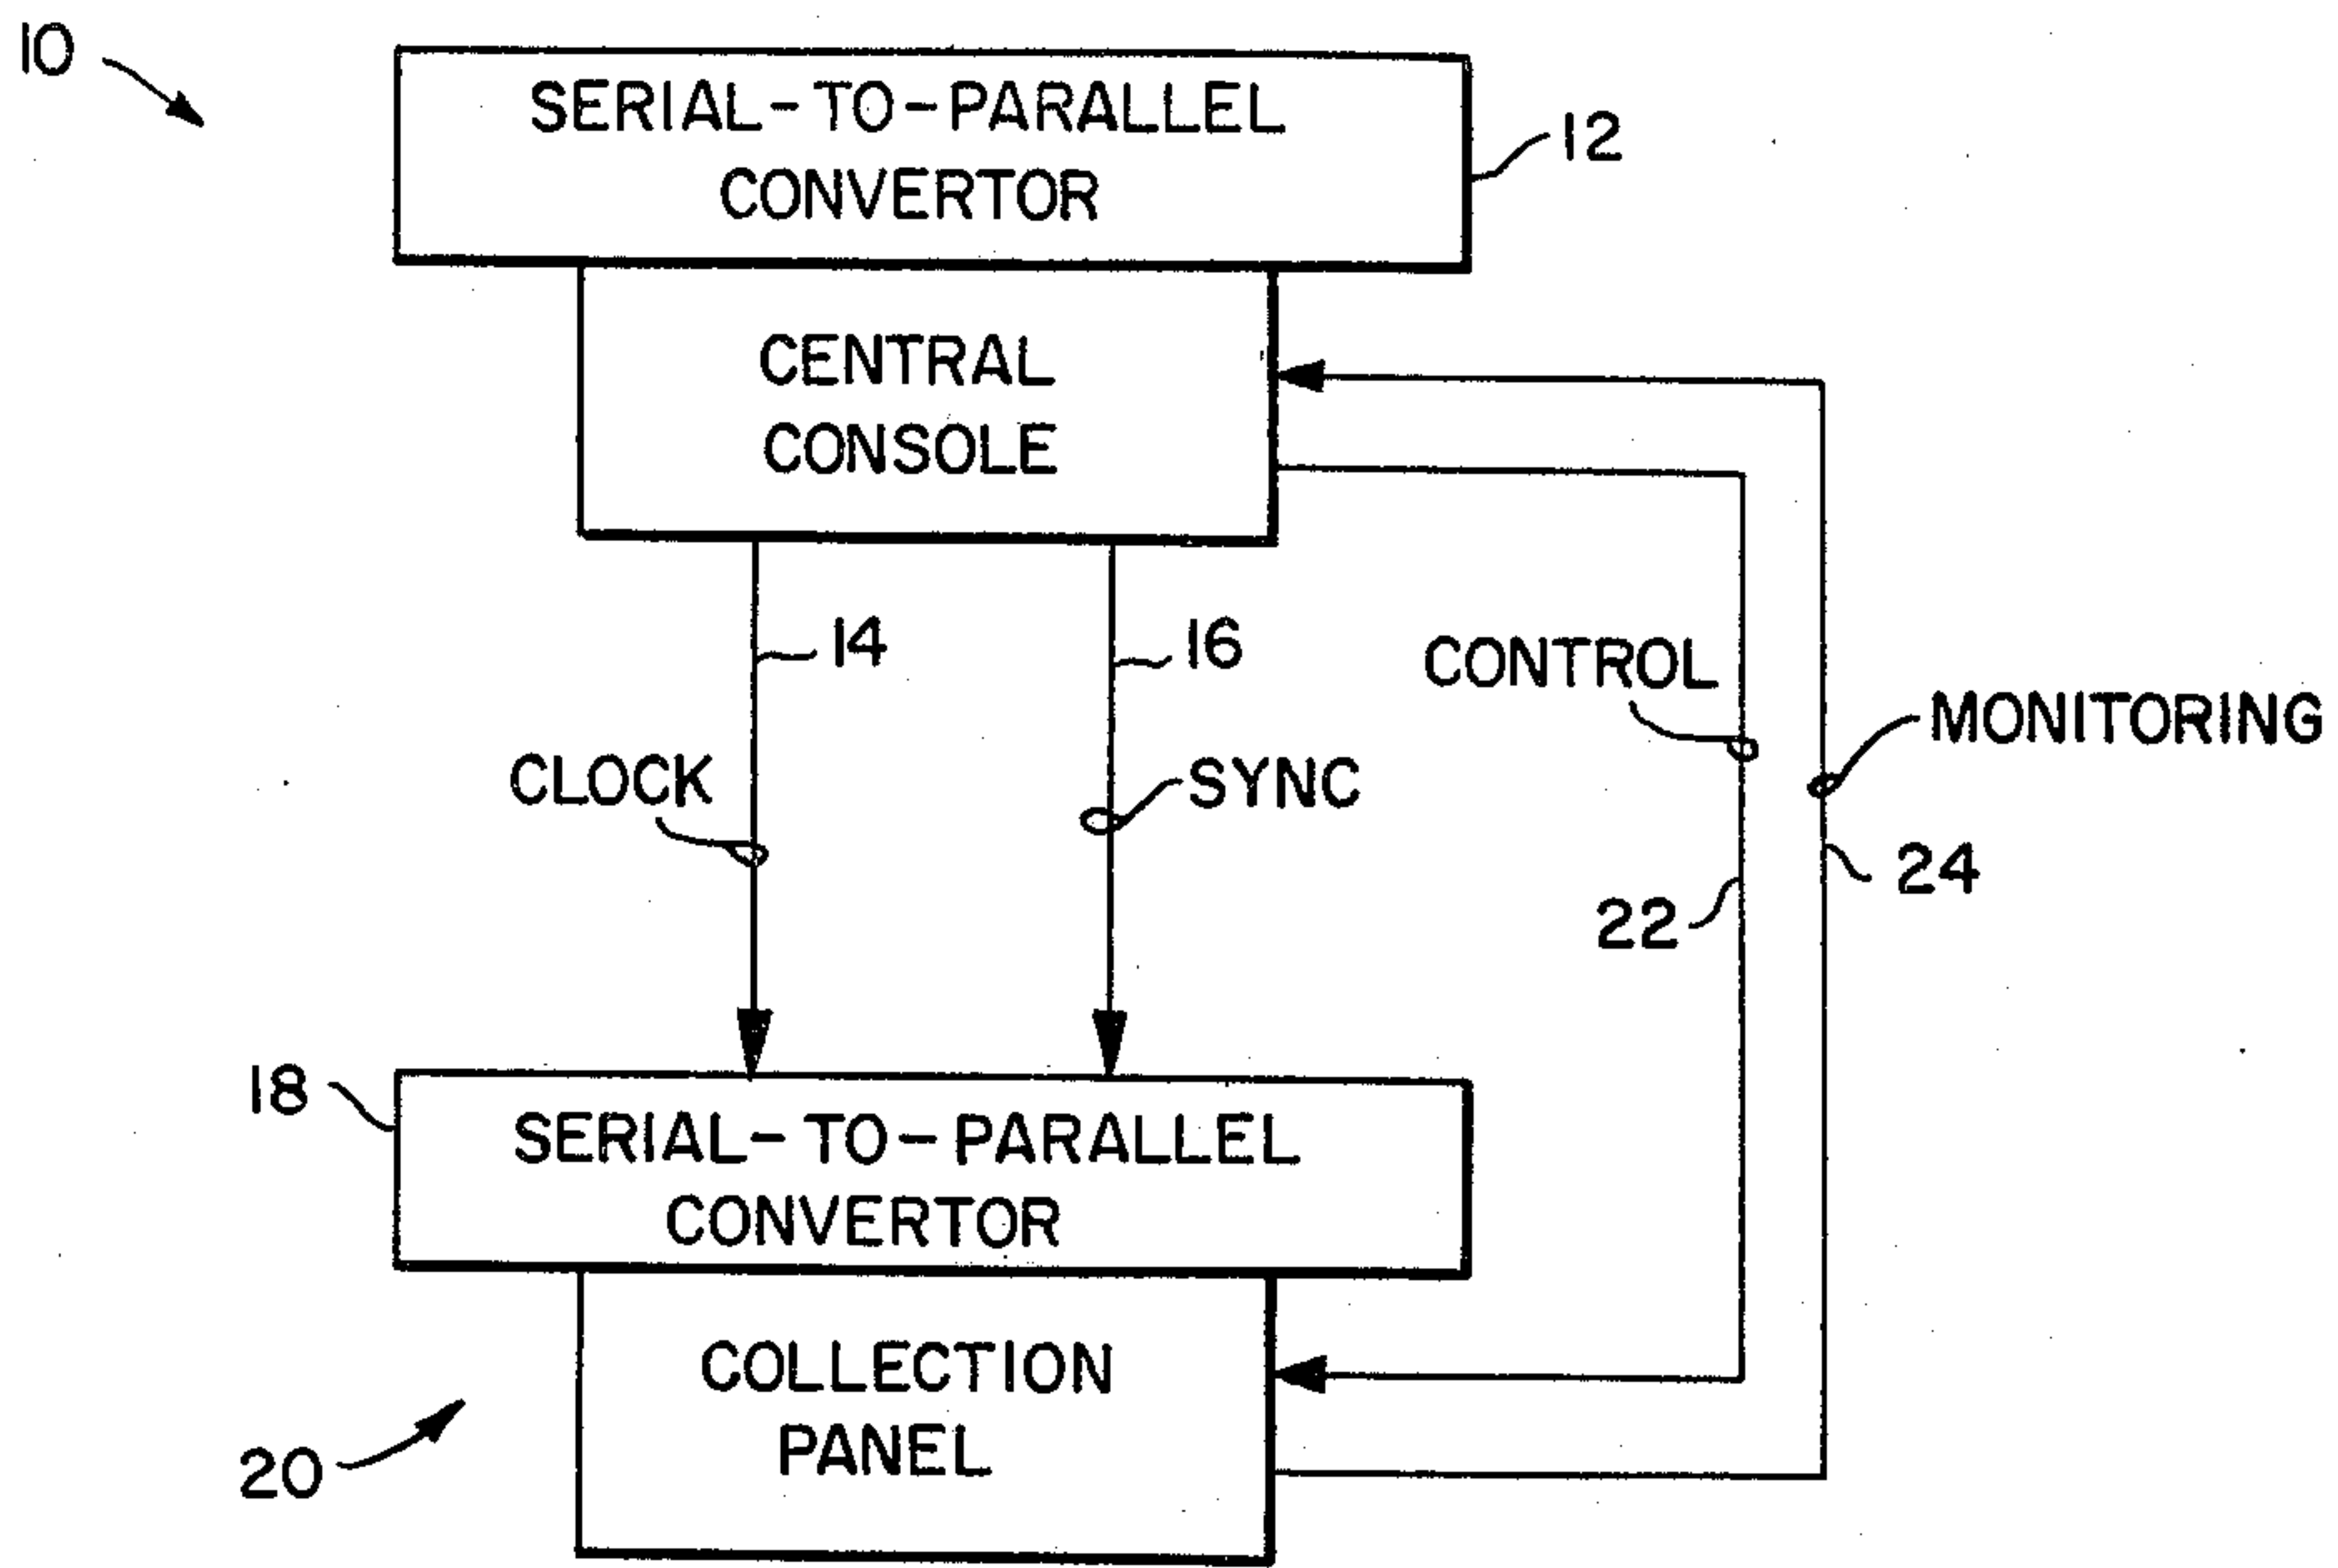 10
SERIAL-TO-PARALLEL
CONVERTOR
12
CENTRAL
CONSOLE
14
16
CONTROL
MONITORING
CLOCK
SYNC
24
22
18
SERIAL-TO-PARALLEL
CONVERTOR
COLLECTION
PANEL
20